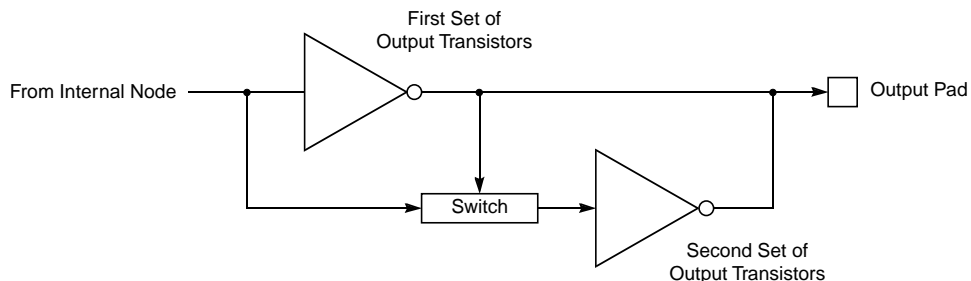 First Set of
Output Transistors
From Internal Node
Output Pad
Switch
Second Set of
Output Transistors